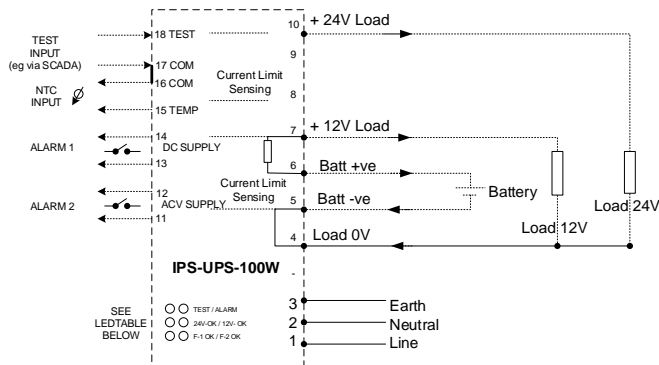 10 + 24V Load
TEST INPUT (eg via SCADA)
18 TEST
9
17 COM
16 COM
Current Limit Sensing
NTC INPUT
8
15 TEMP
7 + 12V Load
14
ALARM 1
DC SUPPLY
13
6 Batt +ve
12
Current Limit Sensing
Battery
5 Batt -ve
ALARM 2
ACV SUPPLY
11
Load 12V
Load 24V
4 Load 0V
IPS-UPS-100W
-
SEE LEDTABLE BELOW
TEST / ALARM
24V-OK / 12V- OK
F-1 OK / F-2 OK
3 Earth
2 Neutral
1 Line